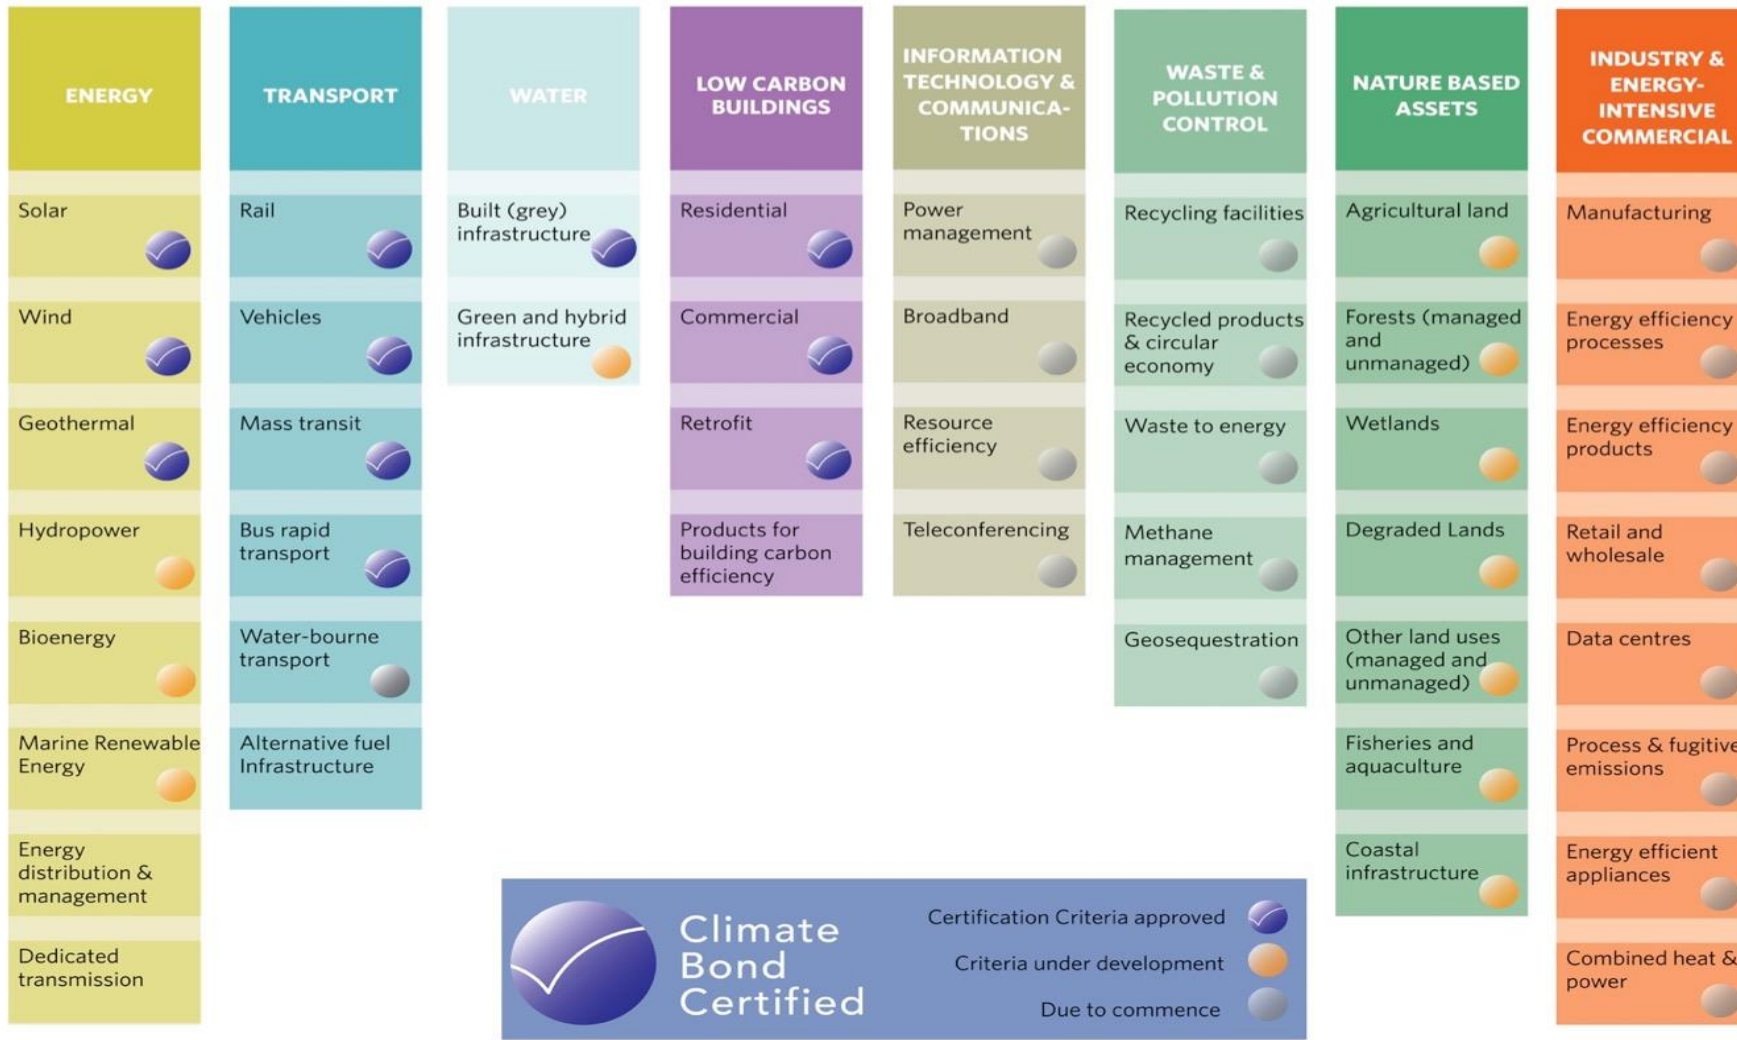 ENERGY
Solar
Wind
Geothermal
Hydropower
Bioenergy
Marine Renewable
Energy
Energy
distribution &
management
Dedicated
transmission
TRANSPORT
Rail
Vehicles
Mass transit
Bus rapid
transport
Water-bourne
transport
Alternative fuel
Infrastructure
WATER
Built (grey)
infrastructure
Green and hybrid
infrastructure
LOW CARBON
BUILDINGS
Residential
Commercial
Retrofit
Products for
building carbon
efficiency
INFORMATION
TECHNOLOGY &
COMMUNICA-
TIONS
Power
management
Broadband
Resource
efficiency
Teleconferencing
WASTE &
POLLUTION
CONTROL
Recycling facilities
Recycled products
& circular
economy
Waste to energy
Methane
management
Geosequestration
NATURE BASED
ASSETS
Agricultural land
Forests (managed
and
unmanaged)
Wetlands
Degraded Lands
Other land uses
(managed and
unmanaged)
Fisheries and
aquaculture
Coastal
infrastructure
INDUSTRY &
ENERGY-
INTENSIVE
COMMERCIAL
Manufacturing
Energy efficiency
processes
Energy efficiency
products
Retail and
wholesale
Data centres
Process & fugitive
emissions
Energy efficient
appliances
Combined heat &
power
Climate
Bond
Certified
Certification Criteria approved
Criteria under development
Due to commence